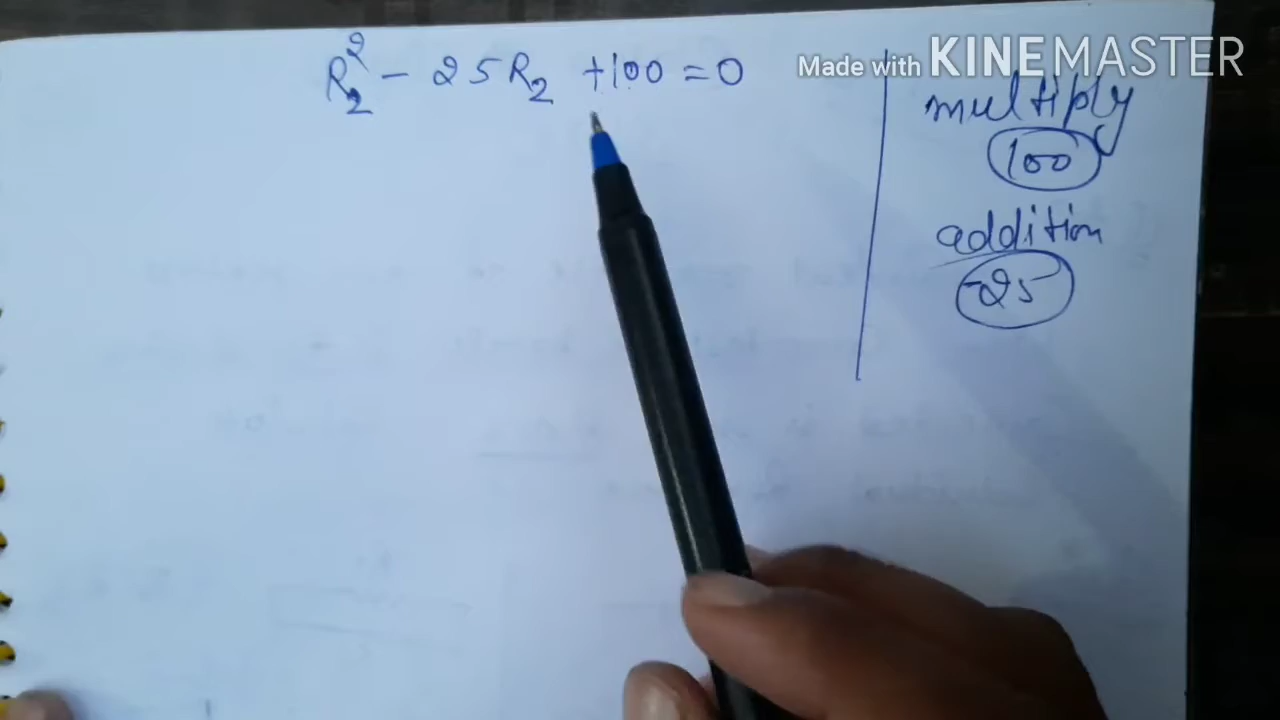 R₂² - 25R₂ + 100 = 0
Made with KINEMASTER
multiply
100
addition
-25